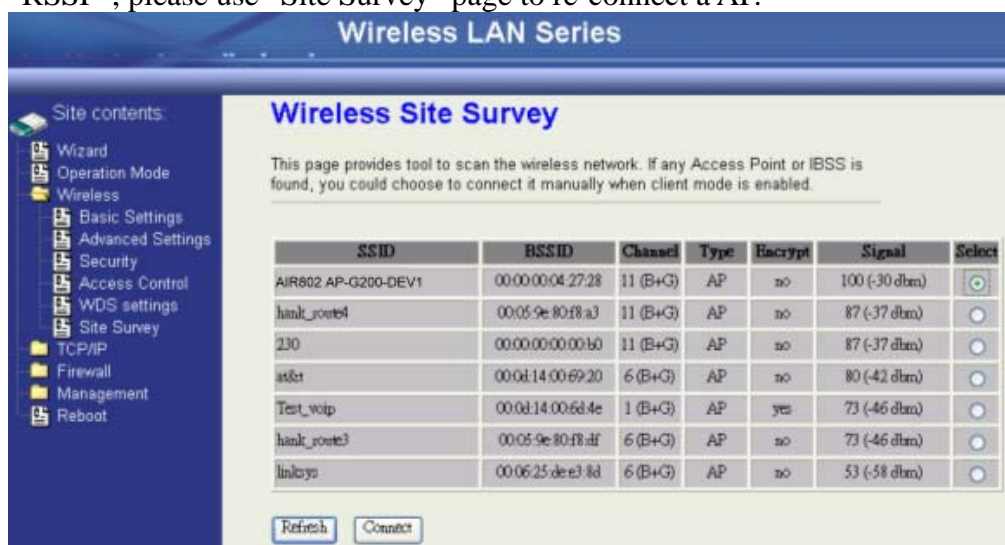 "RSSI", please use "Site Survey" page to re-connect a AP.
Wireless LAN Series
Site contents:
Wizard
Operation Mode
Wireless
Basic Settings
Advanced Settings
Security
Access Control
WDS settings
Site Survey
TCP/IP
Firewall
Management
Reboot
Wireless Site Survey
This page provides tool to scan the wireless network. If any Access Point or IBSS is
found, you could choose to connect it manually when client mode is enabled.
SSID BSSID Channel Type Encrypt Signal Select
AIR802 AP-G200-DEV1 00:00:00:04:27:28 11 (B+G) AP no 100 (-30 dbm)
hank_route4 00:05:9e:80:f8:a3 11 (B+G) AP no 87 (-37 dbm)
230 00:00:00:00:00:b0 11 (B+G) AP no 87 (-37 dbm)
at&t 00:0d:14:00:69:20 6 (B+G) AP no 80 (-42 dbm)
Test_voip 00:0d:14:00:6d:4e 1 (B+G) AP yes 73 (-46 dbm)
hank_route3 00:05:9e:80:f8:df 6 (B+G) AP no 73 (-46 dbm)
linksys 00:06:25:de:e3:8d 6 (B+G) AP no 53 (-58 dbm)
Refresh Connect